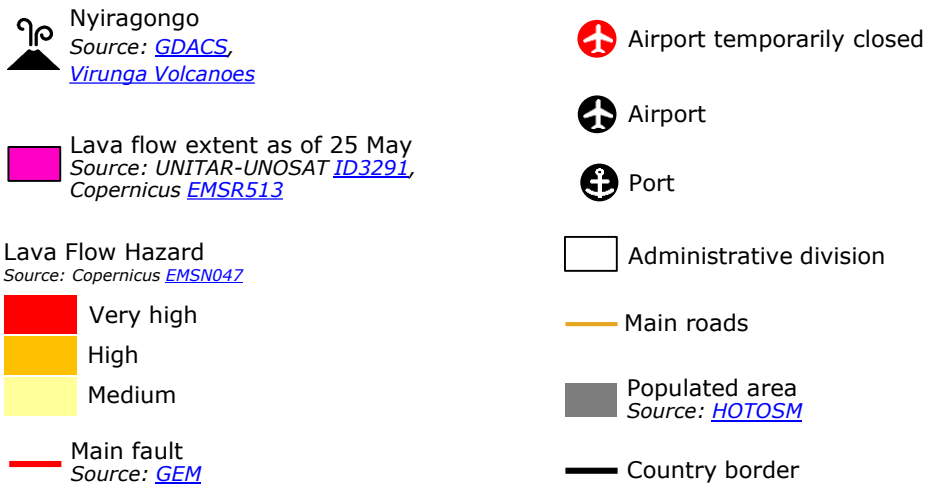 Nyiragongo
Source: GDACS,
Virunga Volcanoes
Lava flow extent as of 25 May
Source: UNITAR-UNOSAT ID3291,
Copernicus EMSR513
Lava Flow Hazard
Source: Copernicus EMSN047
Very high
High
Medium
Main fault
Source: GEM
Airport temporarily closed
Airport
Port
Administrative division
Main roads
Populated area
Source: HOTOSM
Country border